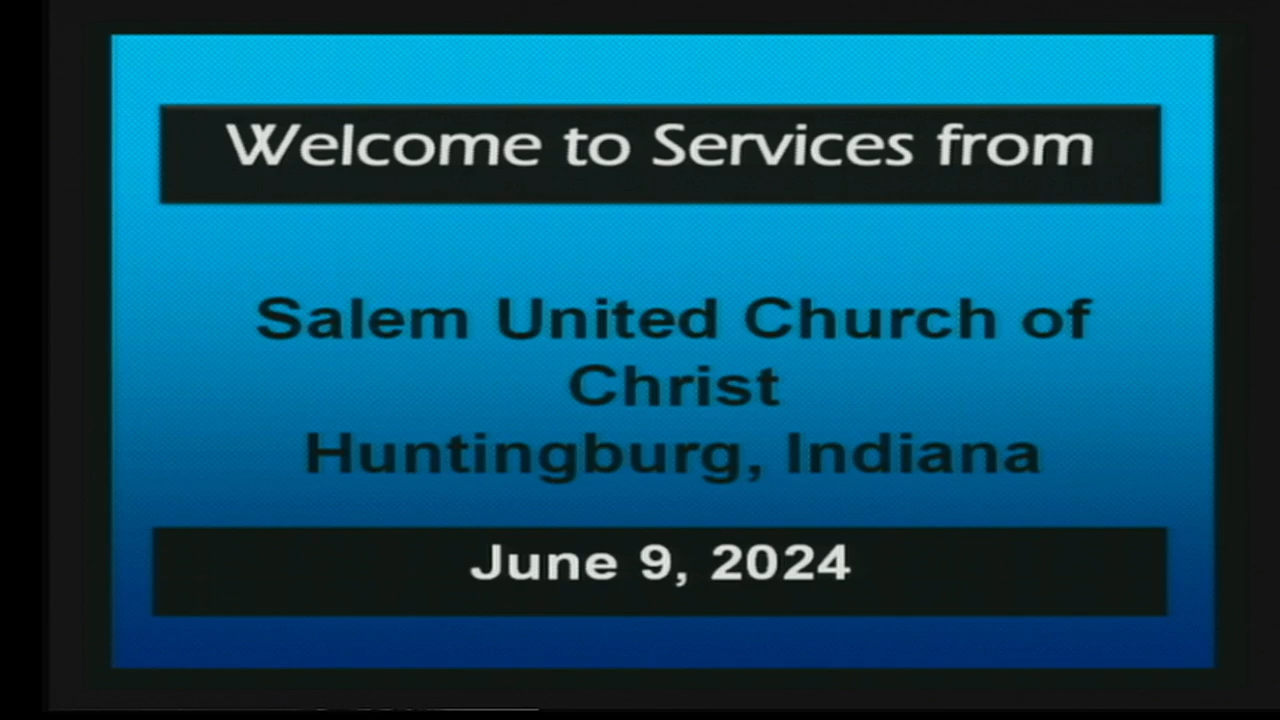 Welcome to Services from
Salem United Church of
Christ
Huntingburg, Indiana
June 9, 2024